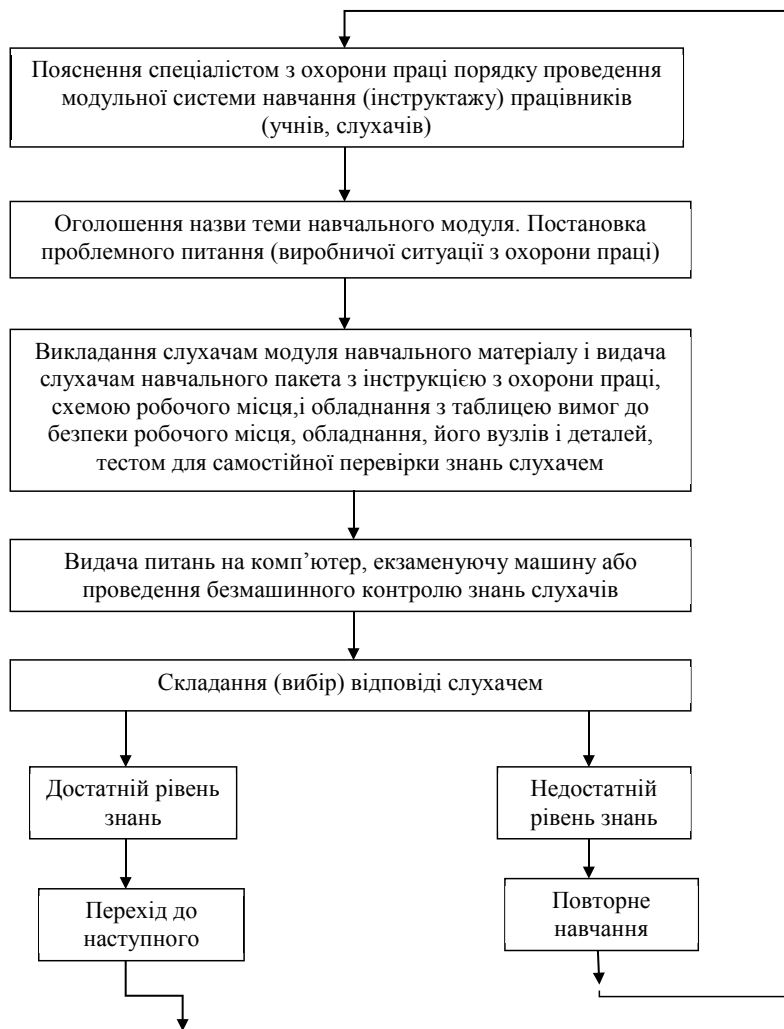 Пояснення спеціалістом з охорони праці порядку проведення
модульної системи навчання (інструктажу) працівників
(учнів, слухачів)
Оголошення назви теми навчального модуля. Постановка
проблемного питання (виробничої ситуації з охорони праці)
Викладання слухачам модуля навчального матеріалу і видача
слухачам навчального пакета з інструкцією з охорони праці,
схемою робочого місця,і обладнання з таблицею вимог до
безпеки робочого місця, обладнання, його вузлів і деталей,
тестом для самостійної перевірки знань слухачем
Видача питань на комп’ютер, екзаменуючу машину або
проведення безмашинного контролю знань слухачів
Складання (вибір) відповіді слухачем
Достатній рівень
знань
Недостатній
рівень знань
Перехід до
наступного
Повторне
навчання